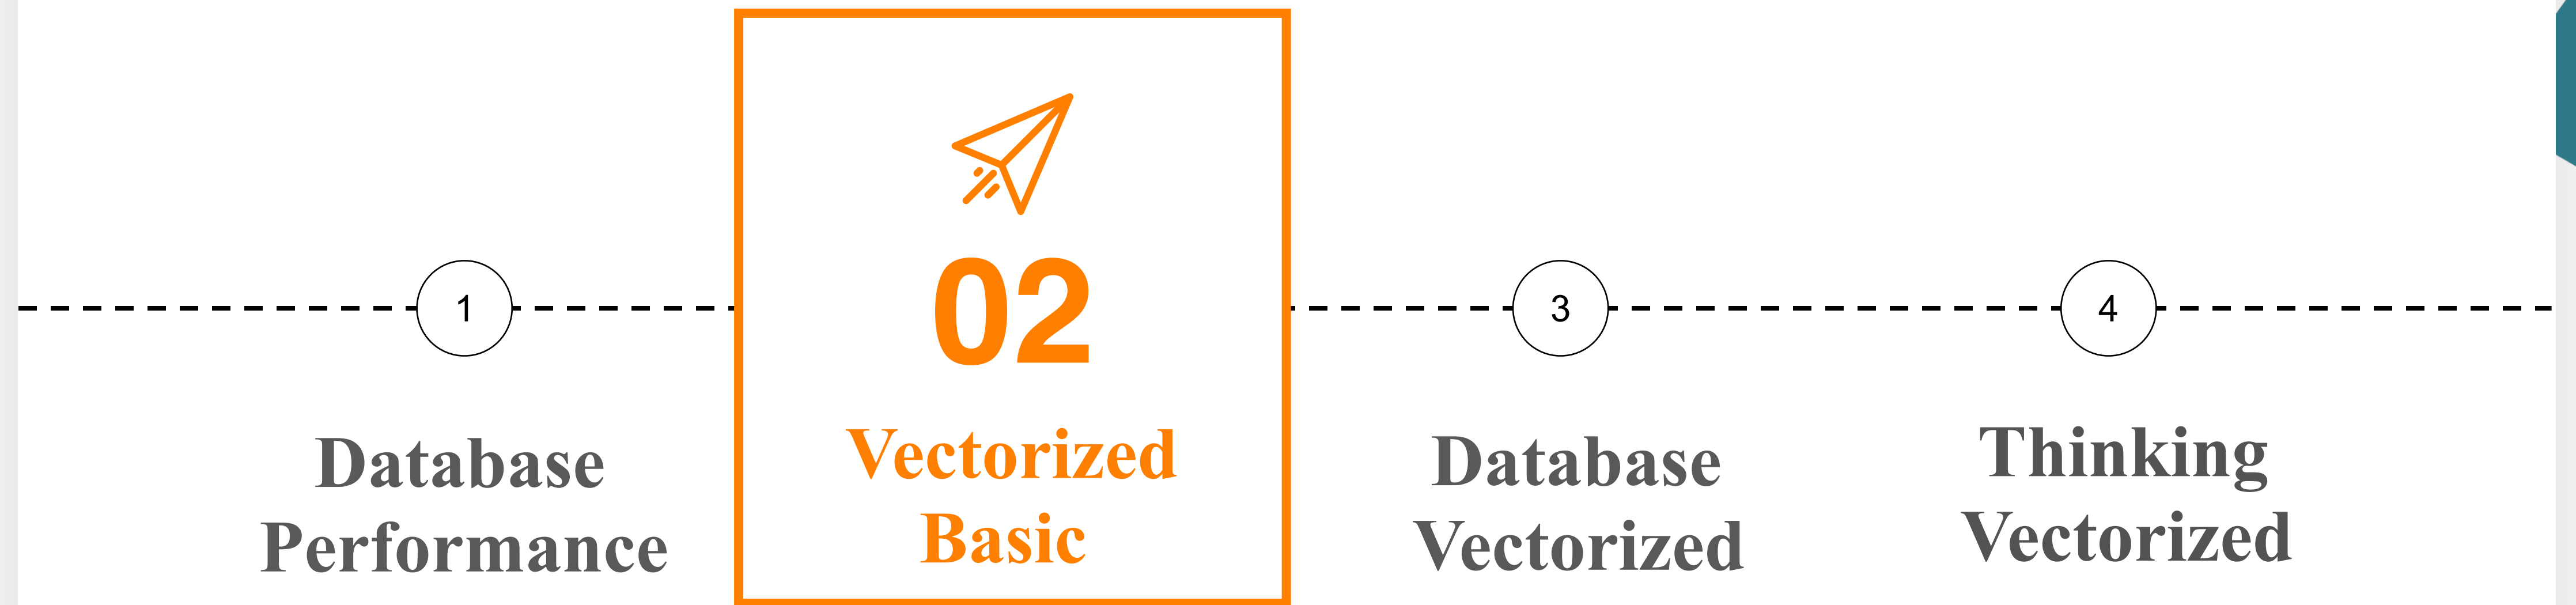 1
Database
Performance
02
Vectorized
Basic
3
Database
Vectorized
4
Thinking
Vectorized